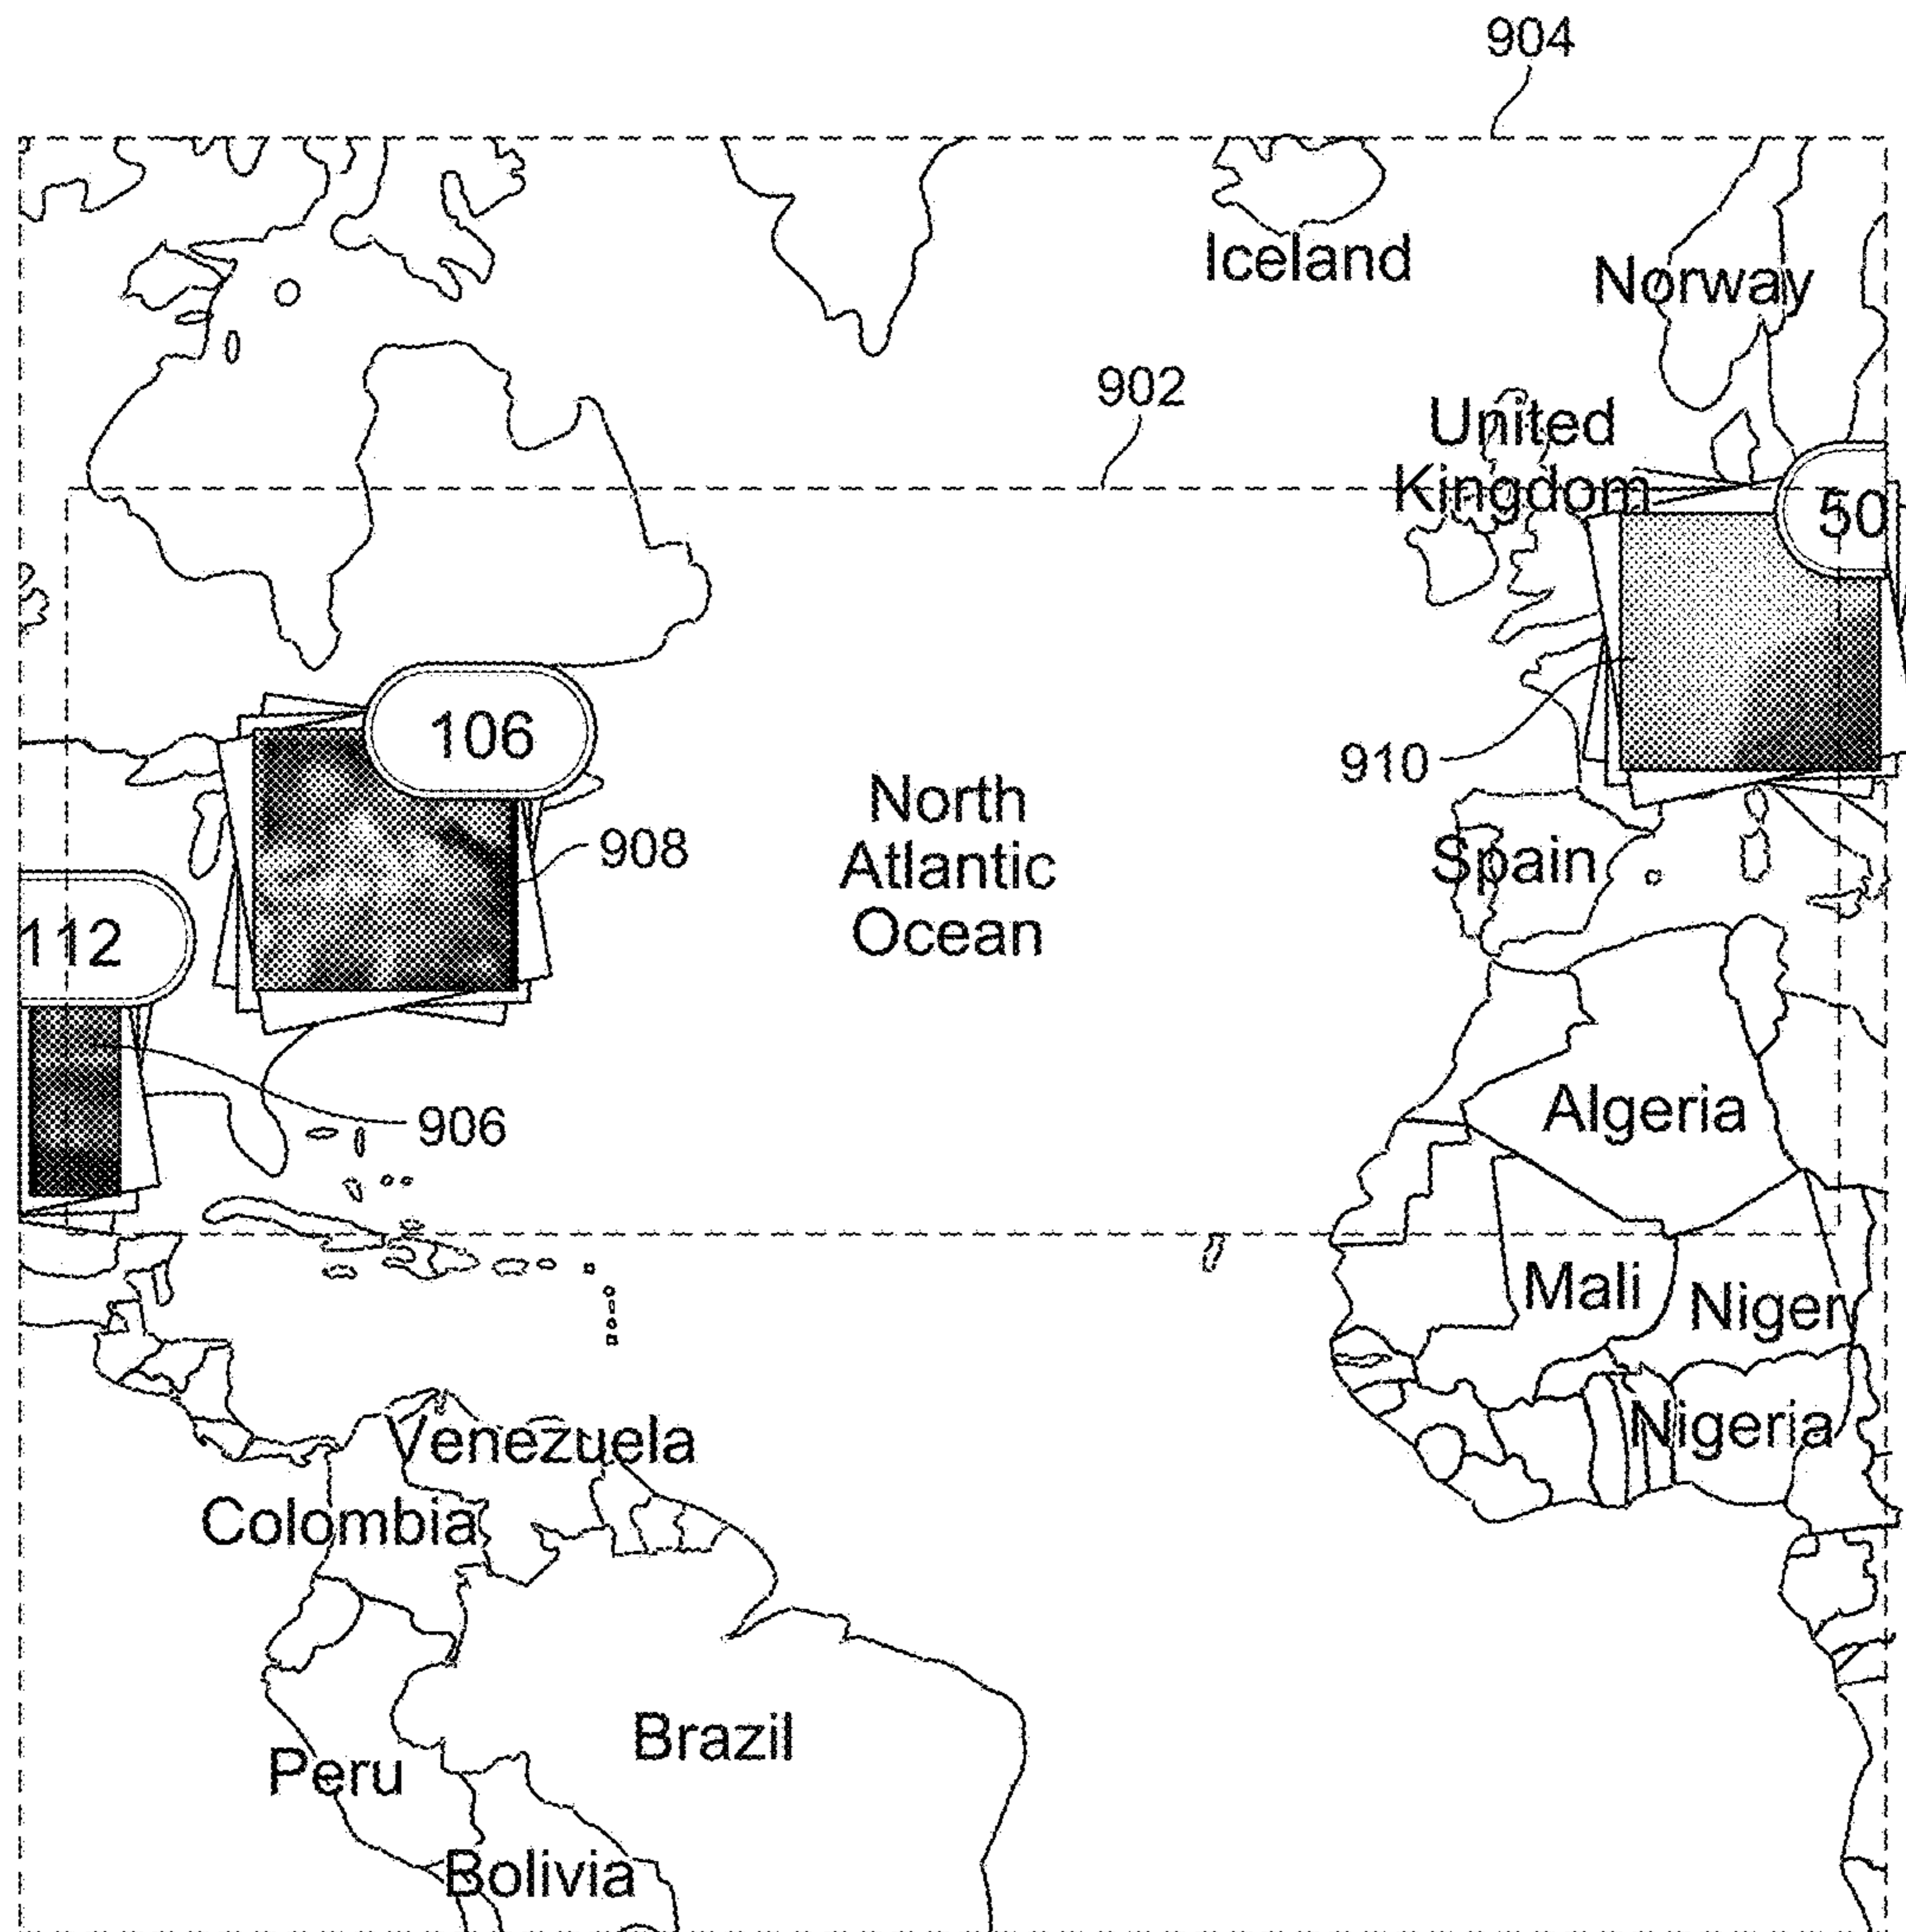 904
Iceland
Norway
902
United
Kingdom
50
106
910
North
Atlantic
Ocean
908
Spain
112
Algeria
906
Mali
Niger
Nigeria
Venezuela
Colombia
Brazil
Peru
Bolivia